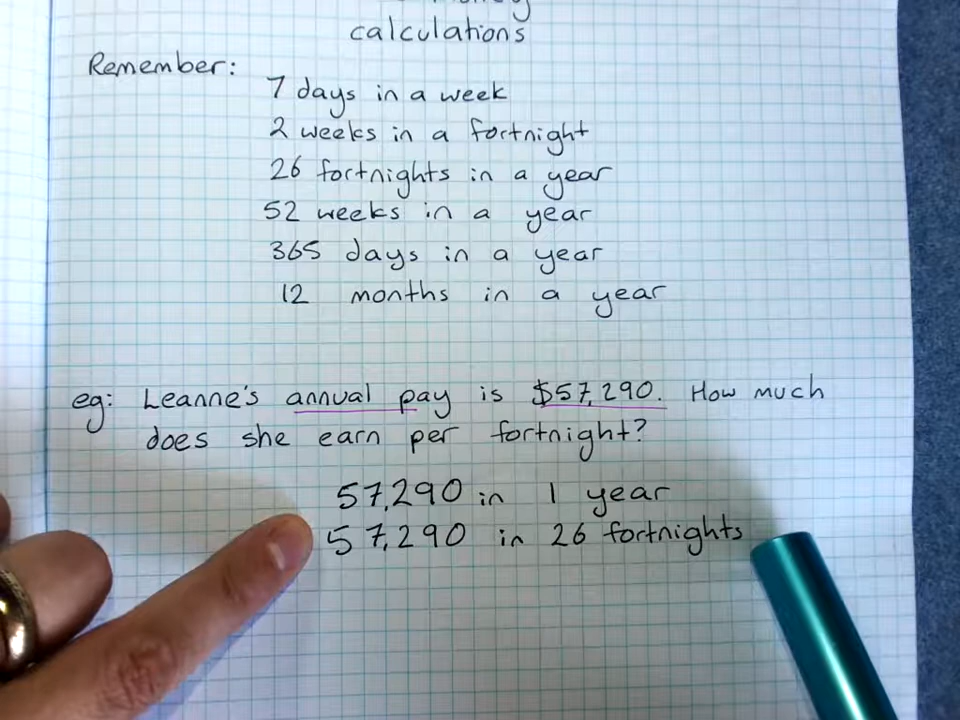 calculations
Remember:
7 days in a week
2 weeks in a fortnight
26 fortnights in a year
52 weeks in a year
365 days in a year
12 months in a year
eg: Leanne's annual pay is $57,290. How much
does she earn per fortnight?
57,290 in 1 year
57,290 in 26 fortnights